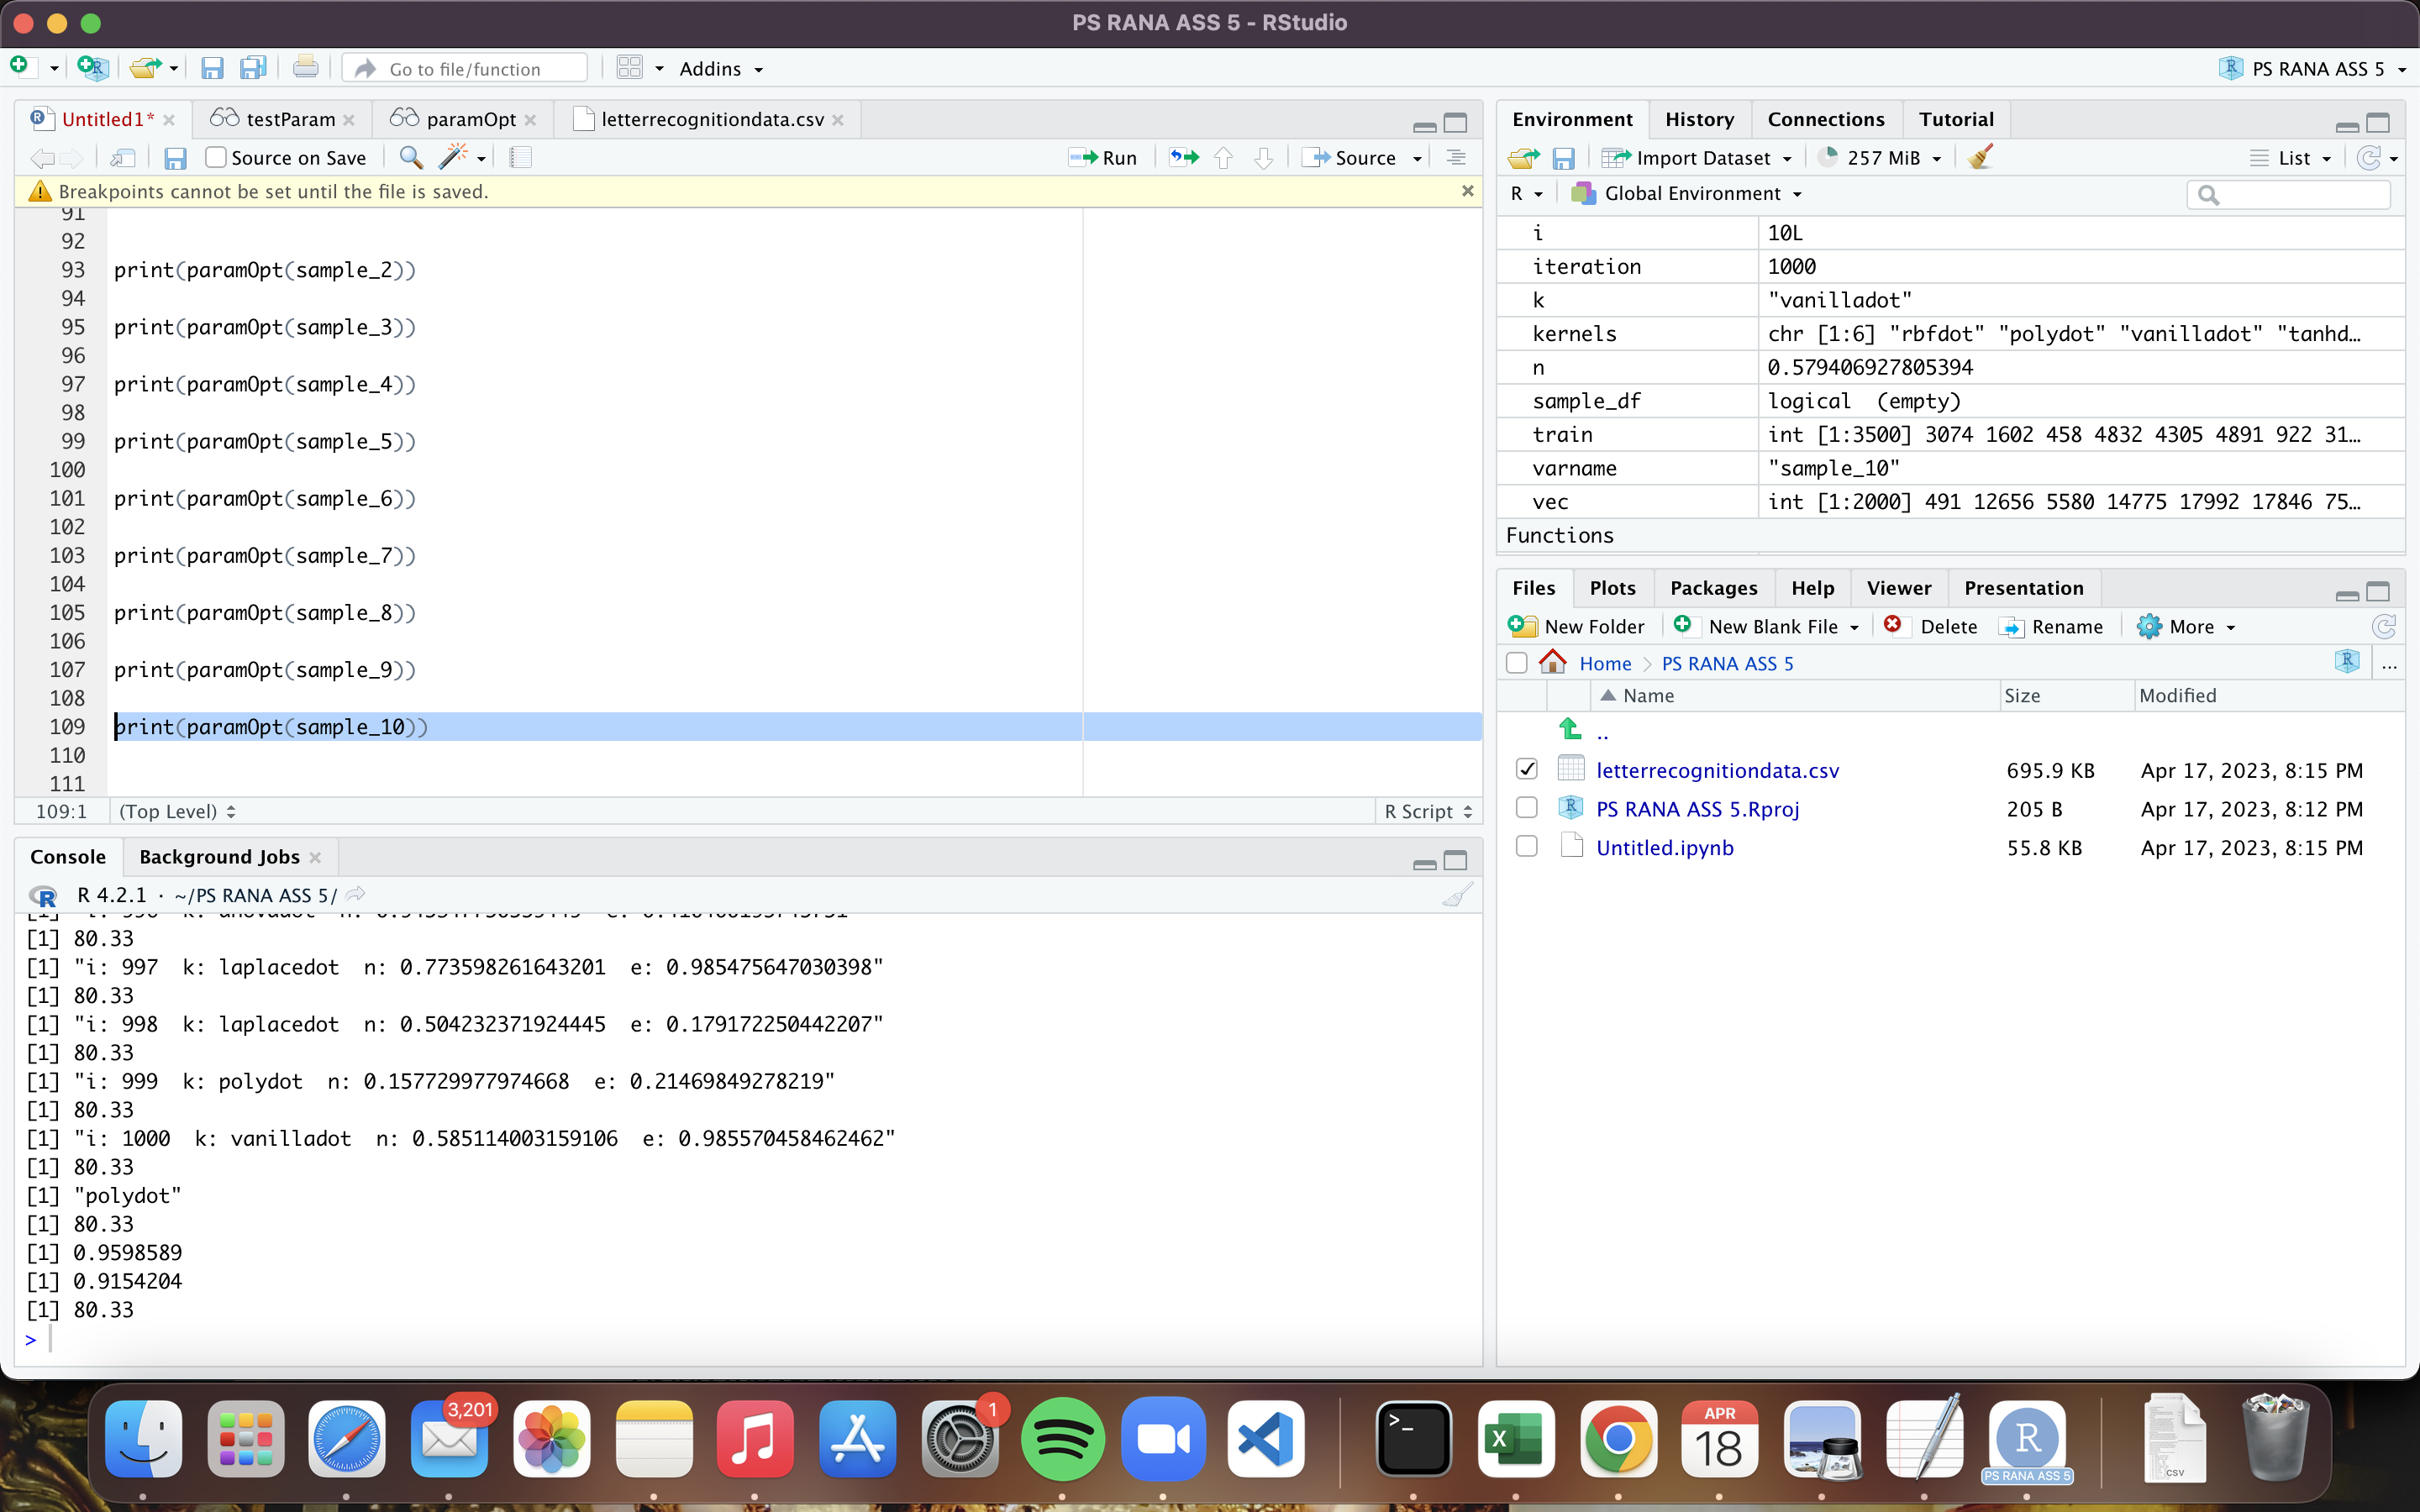 PS RANA ASS 5 - RStudio
Go to file/function
Addins
PS RANA ASS 5
Untitled1*
testParam
paramOpt
letterrecognitiondata.csv
Source on Save
Run
Source
Breakpoints cannot be set until the file is saved.
91
92
93 print(paramOpt(sample_2))
94
95 print(paramOpt(sample_3))
96
97 print(paramOpt(sample_4))
98
99 print(paramOpt(sample_5))
100
101 print(paramOpt(sample_6))
102
103 print(paramOpt(sample_7))
104
105 print(paramOpt(sample_8))
106
107 print(paramOpt(sample_9))
108
109 print(paramOpt(sample_10))
110
111
109:1 (Top Level) R Script
Console Background Jobs
R 4.2.1 · ~/PS RANA ASS 5/
[1] 80.33
[1] "i: 997  k: laplacedot  n: 0.773598261643201  e: 0.985475647030398"
[1] 80.33
[1] "i: 998  k: laplacedot  n: 0.504232371924445  e: 0.179172250442207"
[1] 80.33
[1] "i: 999  k: polydot  n: 0.157729977974668  e: 0.21469849278219"
[1] 80.33
[1] "i: 1000  k: vanilladot  n: 0.585114003159106  e: 0.985570458462462"
[1] 80.33
[1] "polydot"
[1] 80.33
[1] 0.9598589
[1] 0.9154204
[1] 80.33
>
Environment History Connections Tutorial
Import Dataset 257 MiB List
R Global Environment
i 10L
iteration 1000
k "vanilladot"
kernels chr [1:6] "rbfdot" "polydot" "vanilladot" "tanhd…
n 0.579406927805394
sample_df logical  (empty)
train int [1:3500] 3074 1602 458 4832 4305 4891 922 31…
varname "sample_10"
vec int [1:2000] 491 12656 5580 14775 17992 17846 75…
Functions
Files Plots Packages Help Viewer Presentation
New Folder New Blank File Delete Rename More
Home PS RANA ASS 5 ...
Name Size Modified
..
letterrecognitiondata.csv 695.9 KB Apr 17, 2023, 8:15 PM
PS RANA ASS 5.Rproj 205 B Apr 17, 2023, 8:12 PM
Untitled.ipynb 55.8 KB Apr 17, 2023, 8:15 PM
3,201
1
APR
18
PS RANA ASS 5
CSV